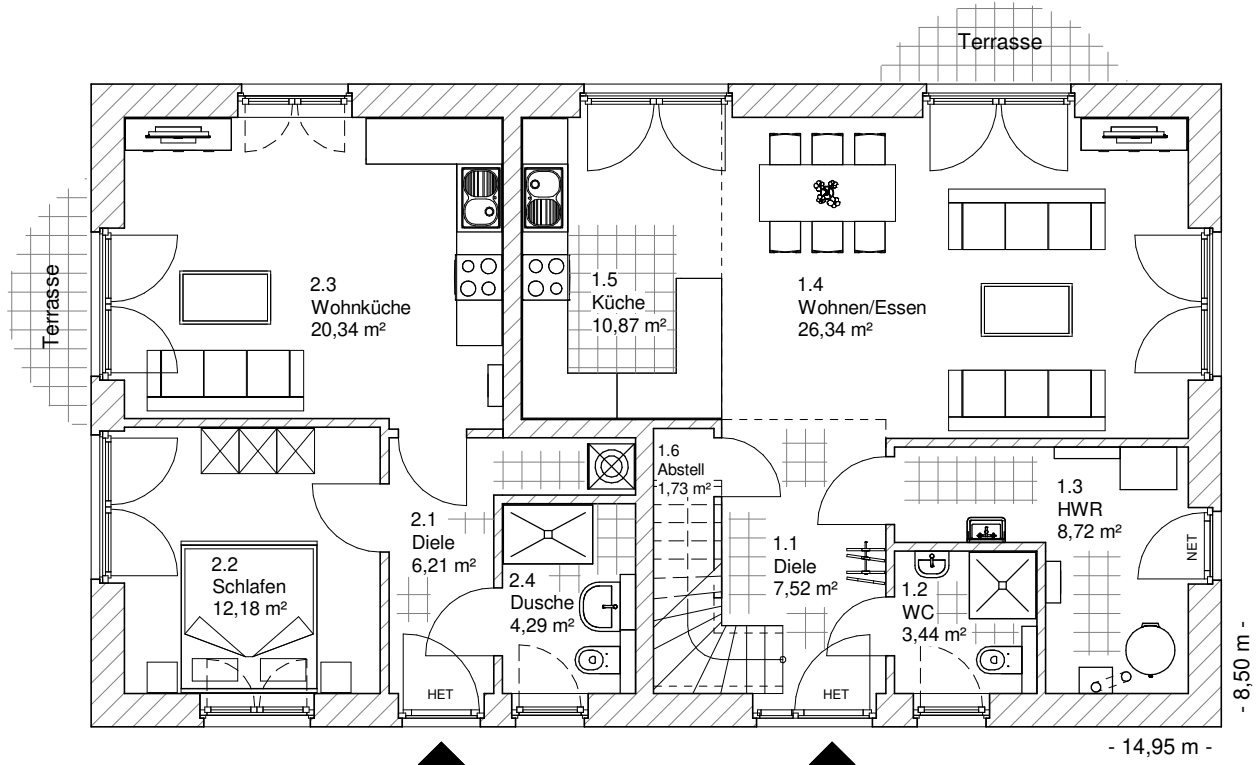 Terrasse
Terrasse
2.3
Wohnküche
20,34 m²
1.5
Küche
10,87 m²
1.4
Wohnen/Essen
26,34 m²
1.6
Abstell
1,73 m²
1.3
HWR
8,72 m²
2.1
Diele
6,21 m²
1.1
Diele
7,52 m²
2.2
Schlafen
12,18 m²
2.4
Dusche
4,29 m²
1.2
WC
3,44 m²
NET
HET
HET
- 8,50 m -
- 14,95 m -